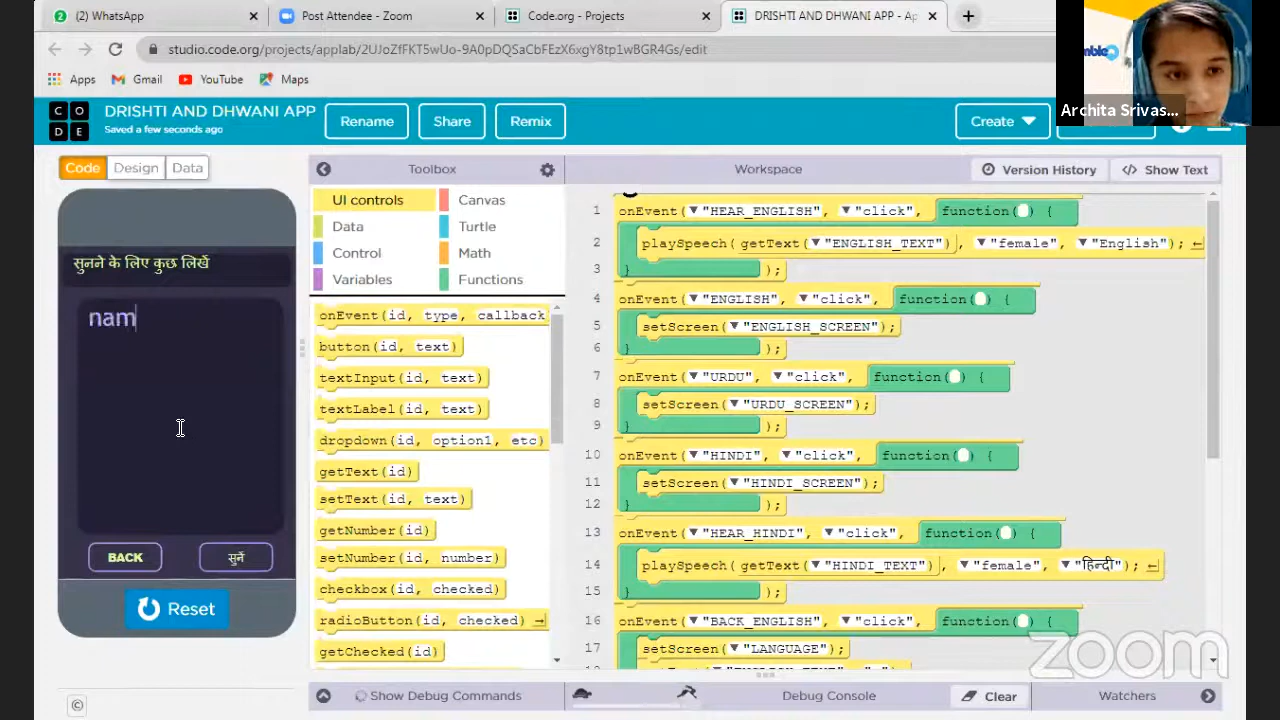 (2) WhatsApp
Post Attendee - Zoom
Code.org - Projects
DRISHTI AND DHWANI APP - Ap
studio.code.org/projects/applab/2UJoZfFKT5wUo-9A0pDQSaCbFEzX6xgY8tp1wBGR4Gs/edit
Apps
Gmail
YouTube
Maps
Archita Srivas...
CO
DE
DRISHTI AND DHWANI APP
Saved a few seconds ago
Rename
Share
Remix
Create
Code
Design
Data
Toolbox
Workspace
Version History
</> Show Text
सुनने के लिए कुछ लिखें
nam
BACK
सुनें
Reset
UI controls
Canvas
Data
Turtle
Control
Math
Variables
Functions
onEvent(id, type, callback
button(id, text)
textInput(id, text)
textLabel(id, text)
dropdown(id, option1, etc)
getText(id)
setText(id, text)
getNumber(id)
setNumber(id, number)
checkbox(id, checked)
radioButton(id, checked)
getChecked(id)
1 onEvent("HEAR_ENGLISH", "click", function() {
2 playSpeech(getText("ENGLISH_TEXT"), "female", "English");
3 });
4 onEvent("ENGLISH", "click", function() {
5 setScreen("ENGLISH_SCREEN");
6 });
7 onEvent("URDU", "click", function() {
8 setScreen("URDU_SCREEN");
9 });
10 onEvent("HINDI", "click", function() {
11 setScreen("HINDI_SCREEN");
12 });
13 onEvent("HEAR_HINDI", "click", function() {
14 playSpeech(getText("HINDI_TEXT"), "female", "हिन्दी");
15 });
16 onEvent("BACK_ENGLISH", "click", function() {
17 setScreen("LANGUAGE");
zoom
Show Debug Commands
Debug Console
Clear
Watchers